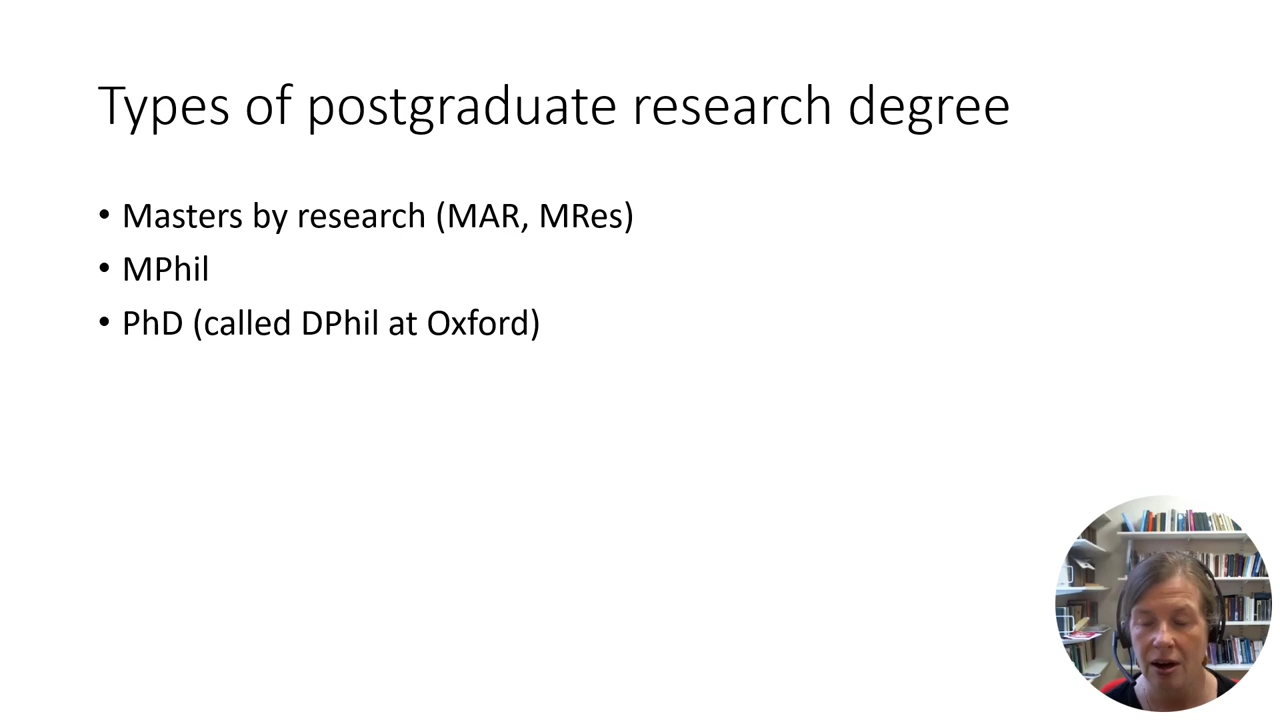 Types of postgraduate research degree
• Masters by research (MAR, MRes)
• MPhil
• PhD (called DPhil at Oxford)